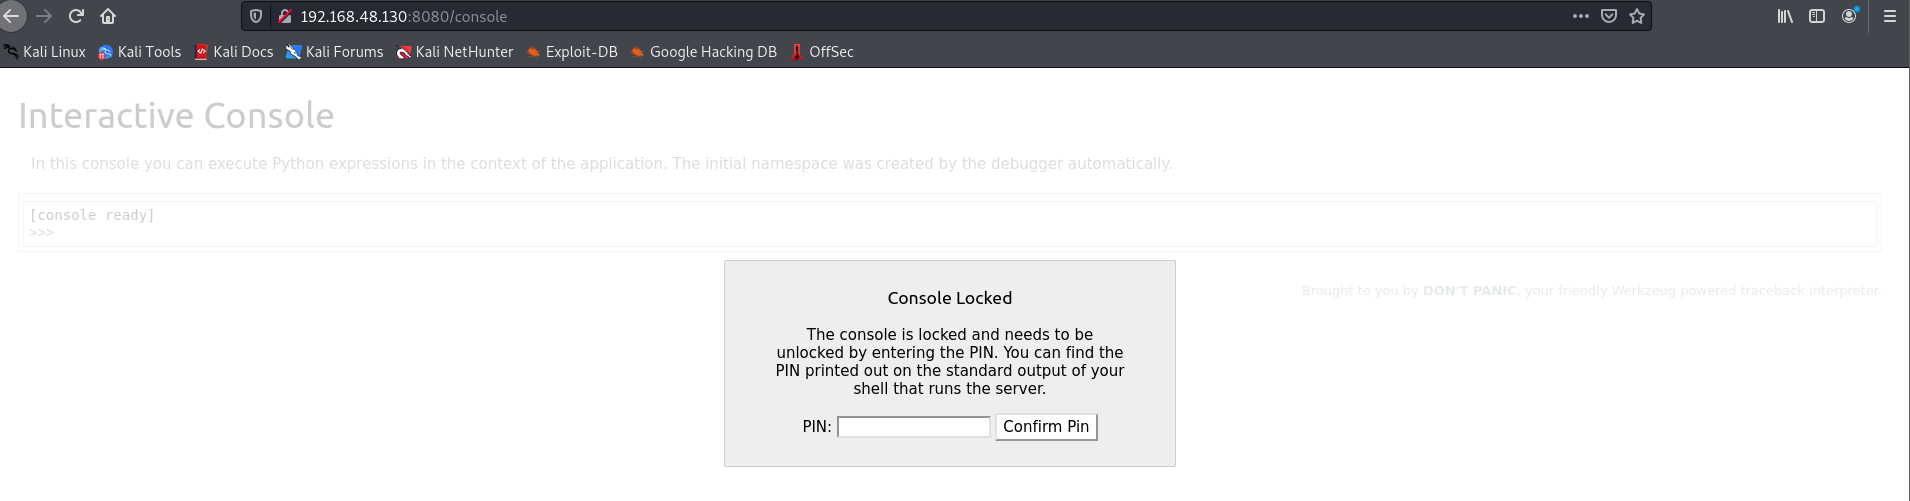 192.168.48.130:8080/console
Kali Linux Kali Tools Kali Docs Kali Forums Kali NetHunter Exploit-DB Google Hacking DB OffSec
Interactive Console
In this console you can execute Python expressions in the context of the application. The initial namespace was created by the debugger automatically.
[console ready]
>>>
Console Locked
Brought to you by DON'T PANIC, your friendly Werkzeug powered traceback interpreter.
The console is locked and needs to be
unlocked by entering the PIN. You can find the
PIN printed out on the standard output of your
shell that runs the server.
PIN: Confirm Pin